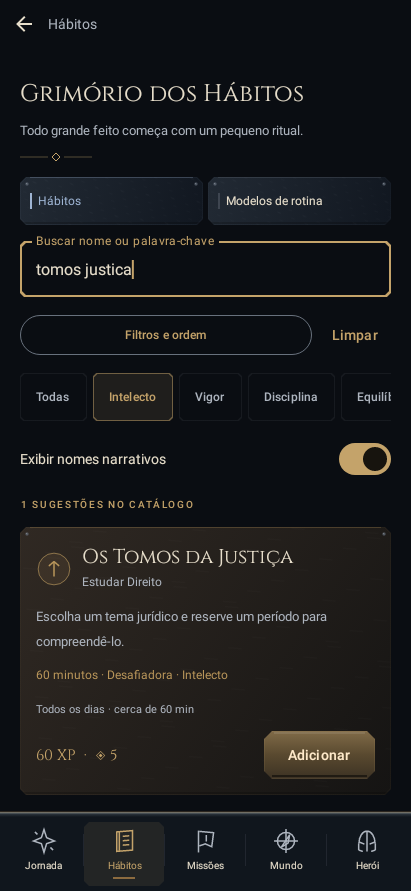 Hábitos
Grimório dos Hábitos
Todo grande feito começa com um pequeno ritual.
Hábitos
Modelos de rotina
Buscar nome ou palavra-chave
tomos justica
Filtros e ordem
Limpar
Todas
Intelecto
Vigor
Disciplina
Equilíb
Exibir nomes narrativos
1 SUGESTÕES NO CATÁLOGO
Os Tomos da Justiça
Estudar Direito
Escolha um tema jurídico e reserve um período para
compreendê-lo.
60 minutos · Desafiadora · Intelecto
Todos os dias · cerca de 60 min
60 XP · 5
Adicionar
Jornada
Hábitos
Missões
Mundo
Herói